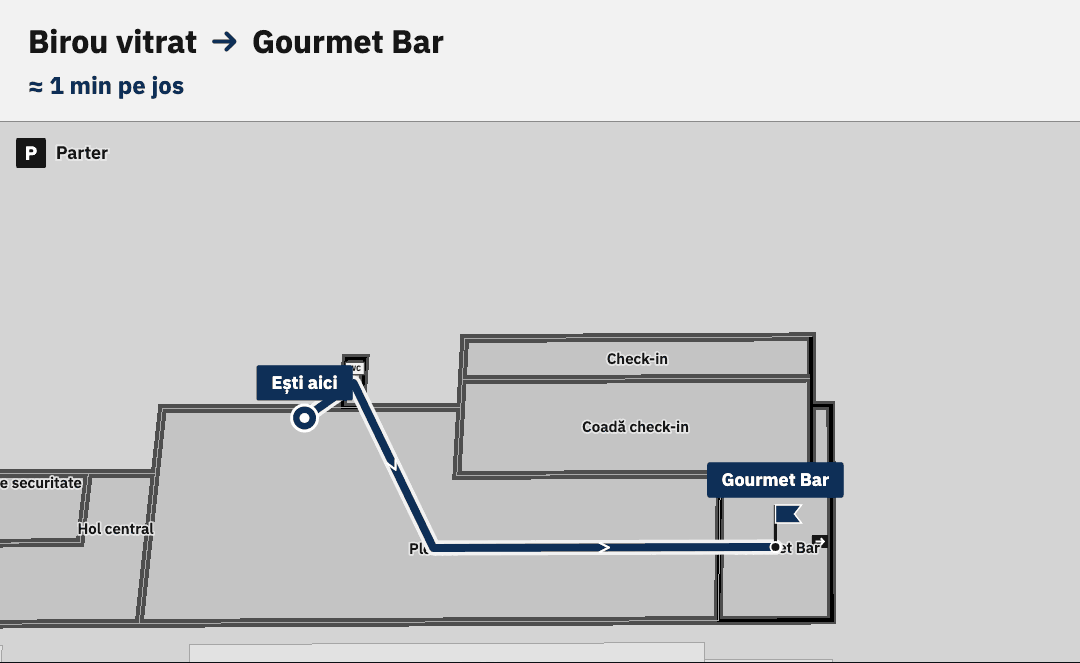 Birou vitrat → Gourmet Bar
≈ 1 min pe jos
P Parter
Check-in
Ești aici
Coadă check-in
Gourmet Bar
e securitate
Hol central
et Bar